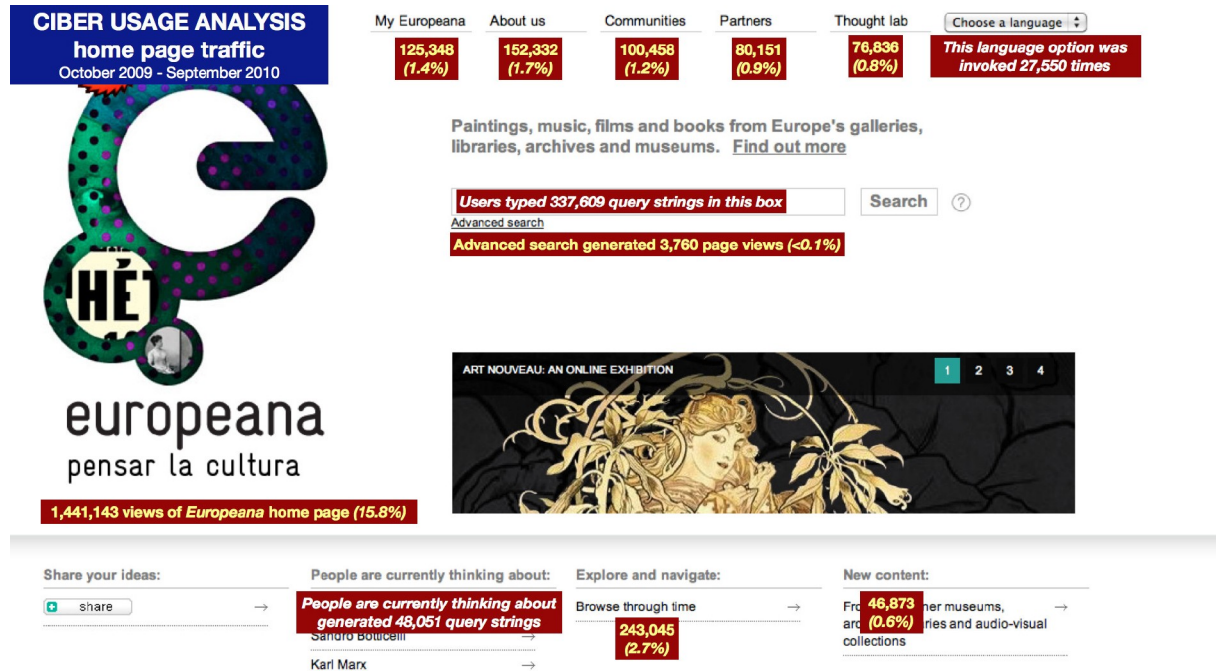 CIBER USAGE ANALYSIS
home page traffic
October 2009 - September 2010
My Europeana
About us
Communities
Partners
Thought lab
Choose a language
125,348
(1.4%)
152,332
(1.7%)
100,458
(1.2%)
80,151
(0.9%)
76,836
(0.8%)
This language option was
invoked 27,550 times
Paintings, music, films and books from Europe's galleries,
libraries, archives and museums. Find out more
Users typed 337,609 query strings in this box
Search
?
Advanced search
Advanced search generated 3,760 page views (<0.1%)
HÉ
ART NOUVEAU: AN ONLINE EXHIBITION
1 2 3 4
europeana
pensar la cultura
1,441,143 views of Europeana home page (15.8%)
Share your ideas:
share
People are currently thinking about:
People are currently thinking about
generated 48,051 query strings
Sandro Botticelli
Karl Marx
Explore and navigate:
Browse through time
243,045
(2.7%)
New content:
46,873
(0.6%)
museums,
and audio-visual
collections